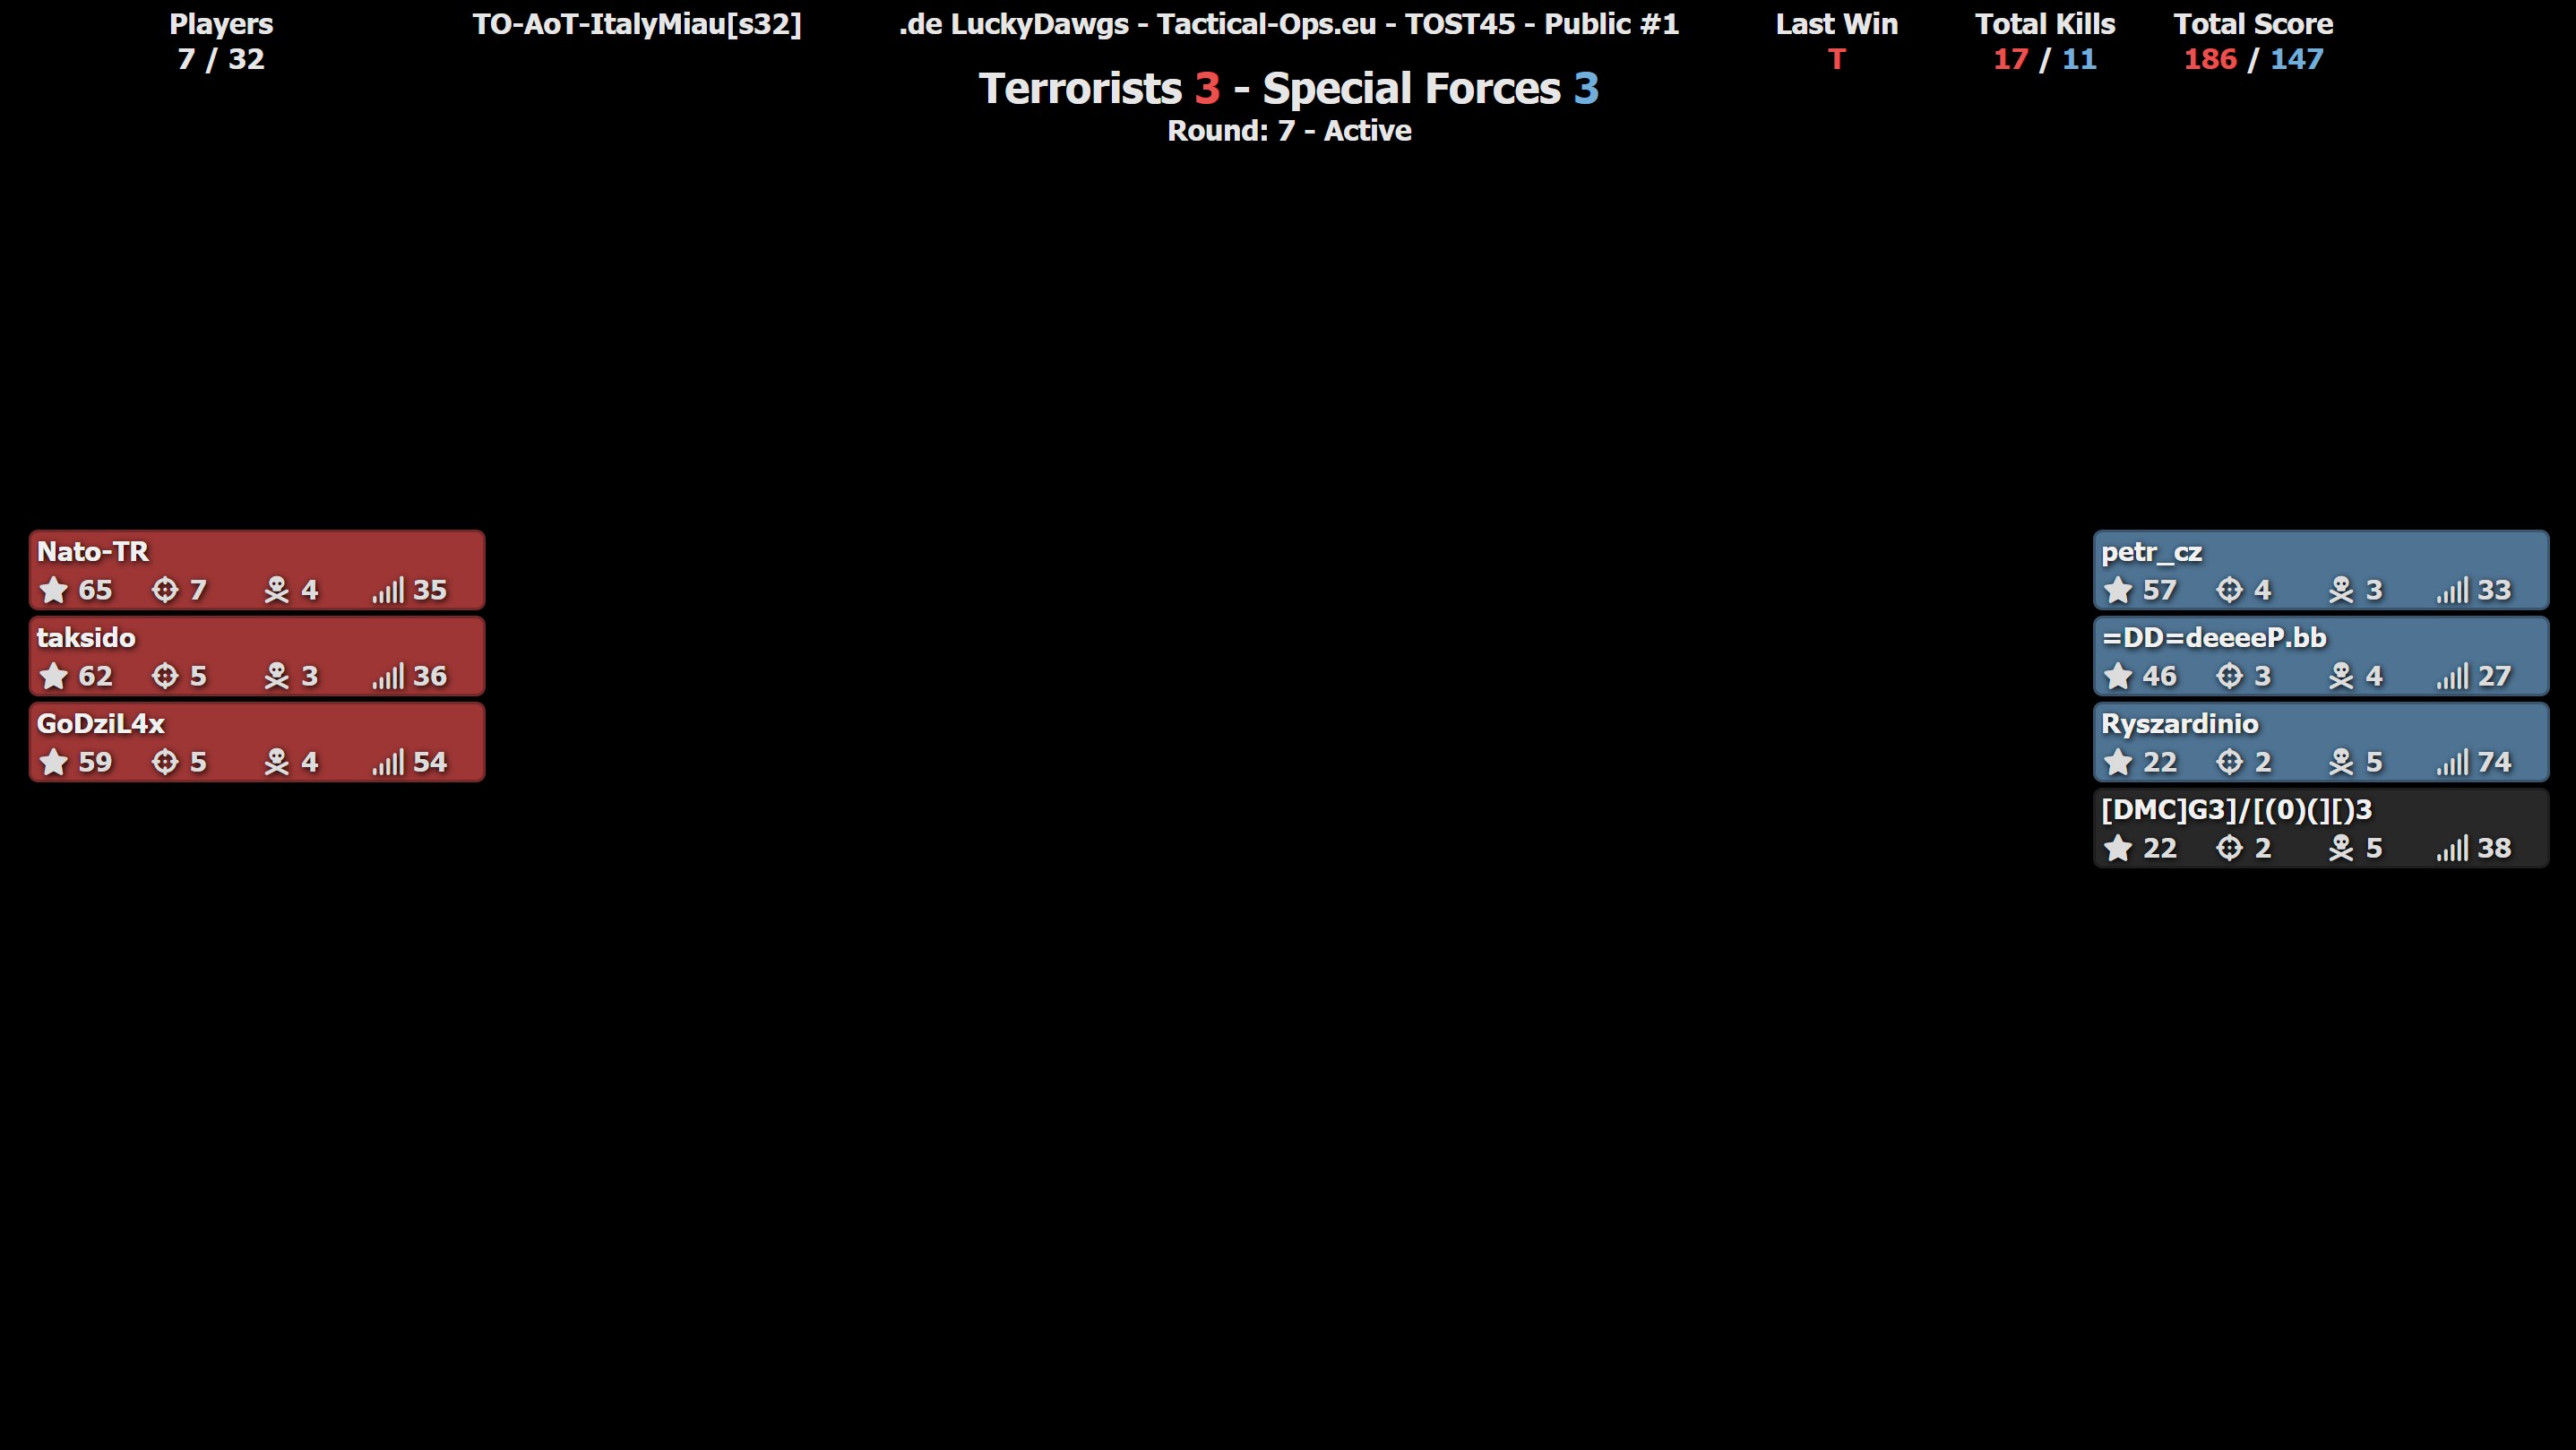 Players
7 / 32
TO-AoT-ItalyMiau[s32]
.de LuckyDawgs - Tactical-Ops.eu - TOST45 - Public #1
Last Win
T
Total Kills
17 / 11
Total Score
186 / 147
Terrorists 3 - Special Forces 3
Round: 7 - Active
Nato-TR
65 7 4 35
taksido
62 5 3 36
GoDziL4x
59 5 4 54
petr_cz
57 4 3 33
=DD=deeeeP.bb
46 3 4 27
Ryszardinio
22 2 5 74
[DMC]G3]/[(0)(][)3
22 2 5 38